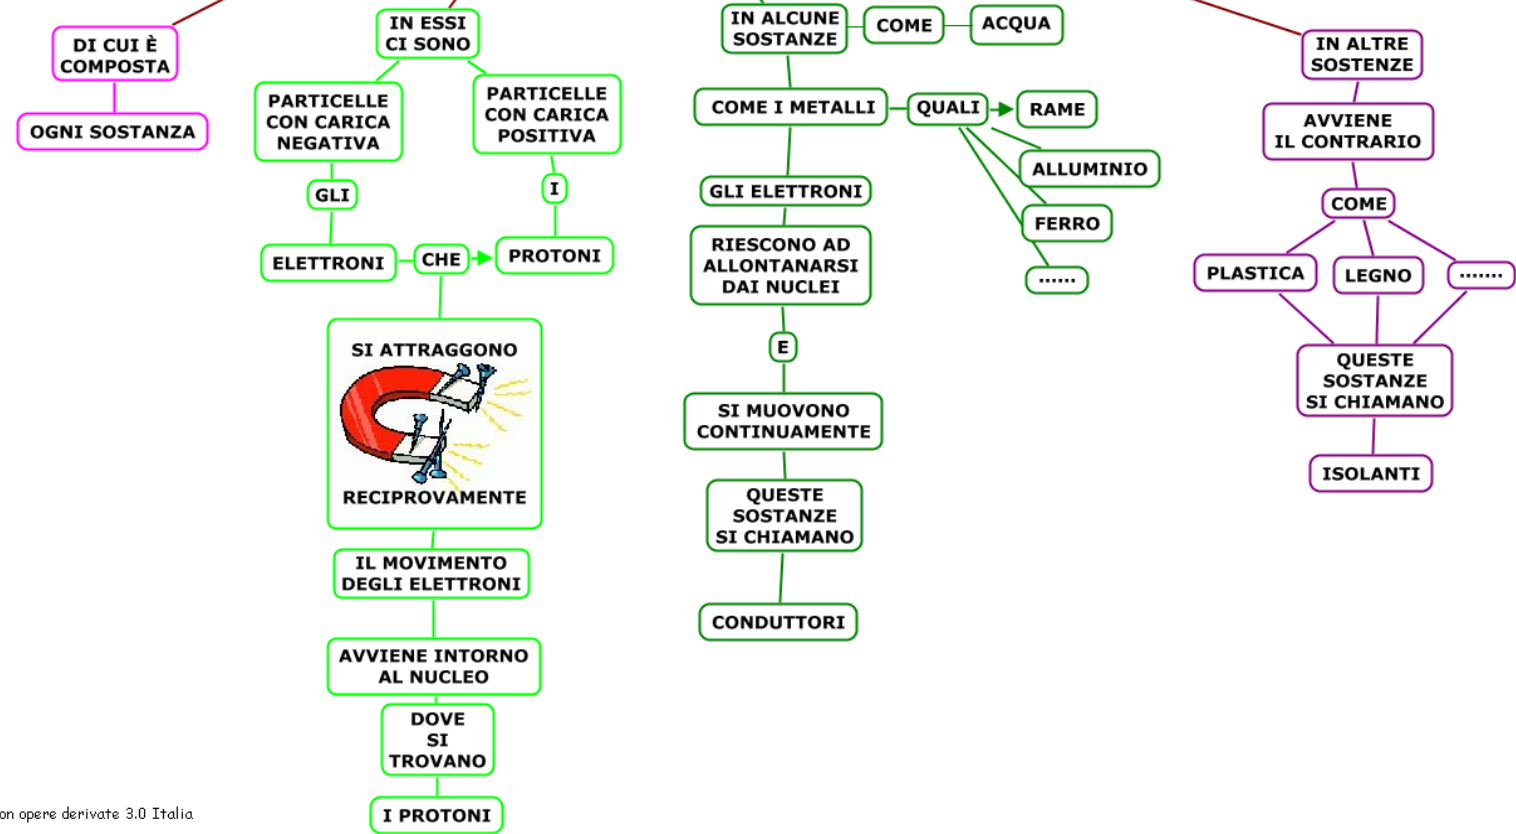 DI CUI È
COMPOSTA
OGNI SOSTANZA
IN ESSI
CI SONO
PARTICELLE
CON CARICA
NEGATIVA
PARTICELLE
CON CARICA
POSITIVA
GLI
I
ELETTRONI
CHE
PROTONI
SI ATTRAGGONO
RECIPROVAMENTE
IL MOVIMENTO
DEGLI ELETTRONI
AVVIENE INTORNO
AL NUCLEO
DOVE
SI
TROVANO
I PROTONI
IN ALCUNE
SOSTANZE
COME
ACQUA
COME I METALLI
QUALI
RAME
ALLUMINIO
FERRO
......
GLI ELETTRONI
RIESCONO AD
ALLONTANARSI
DAI NUCLEI
E
SI MUOVONO
CONTINUAMENTE
QUESTE
SOSTANZE
SI CHIAMANO
CONDUTTORI
IN ALTRE
SOSTENZE
AVVIENE
IL CONTRARIO
COME
PLASTICA
LEGNO
.......
QUESTE
SOSTANZE
SI CHIAMANO
ISOLANTI
on opere derivate 3.0 Italia